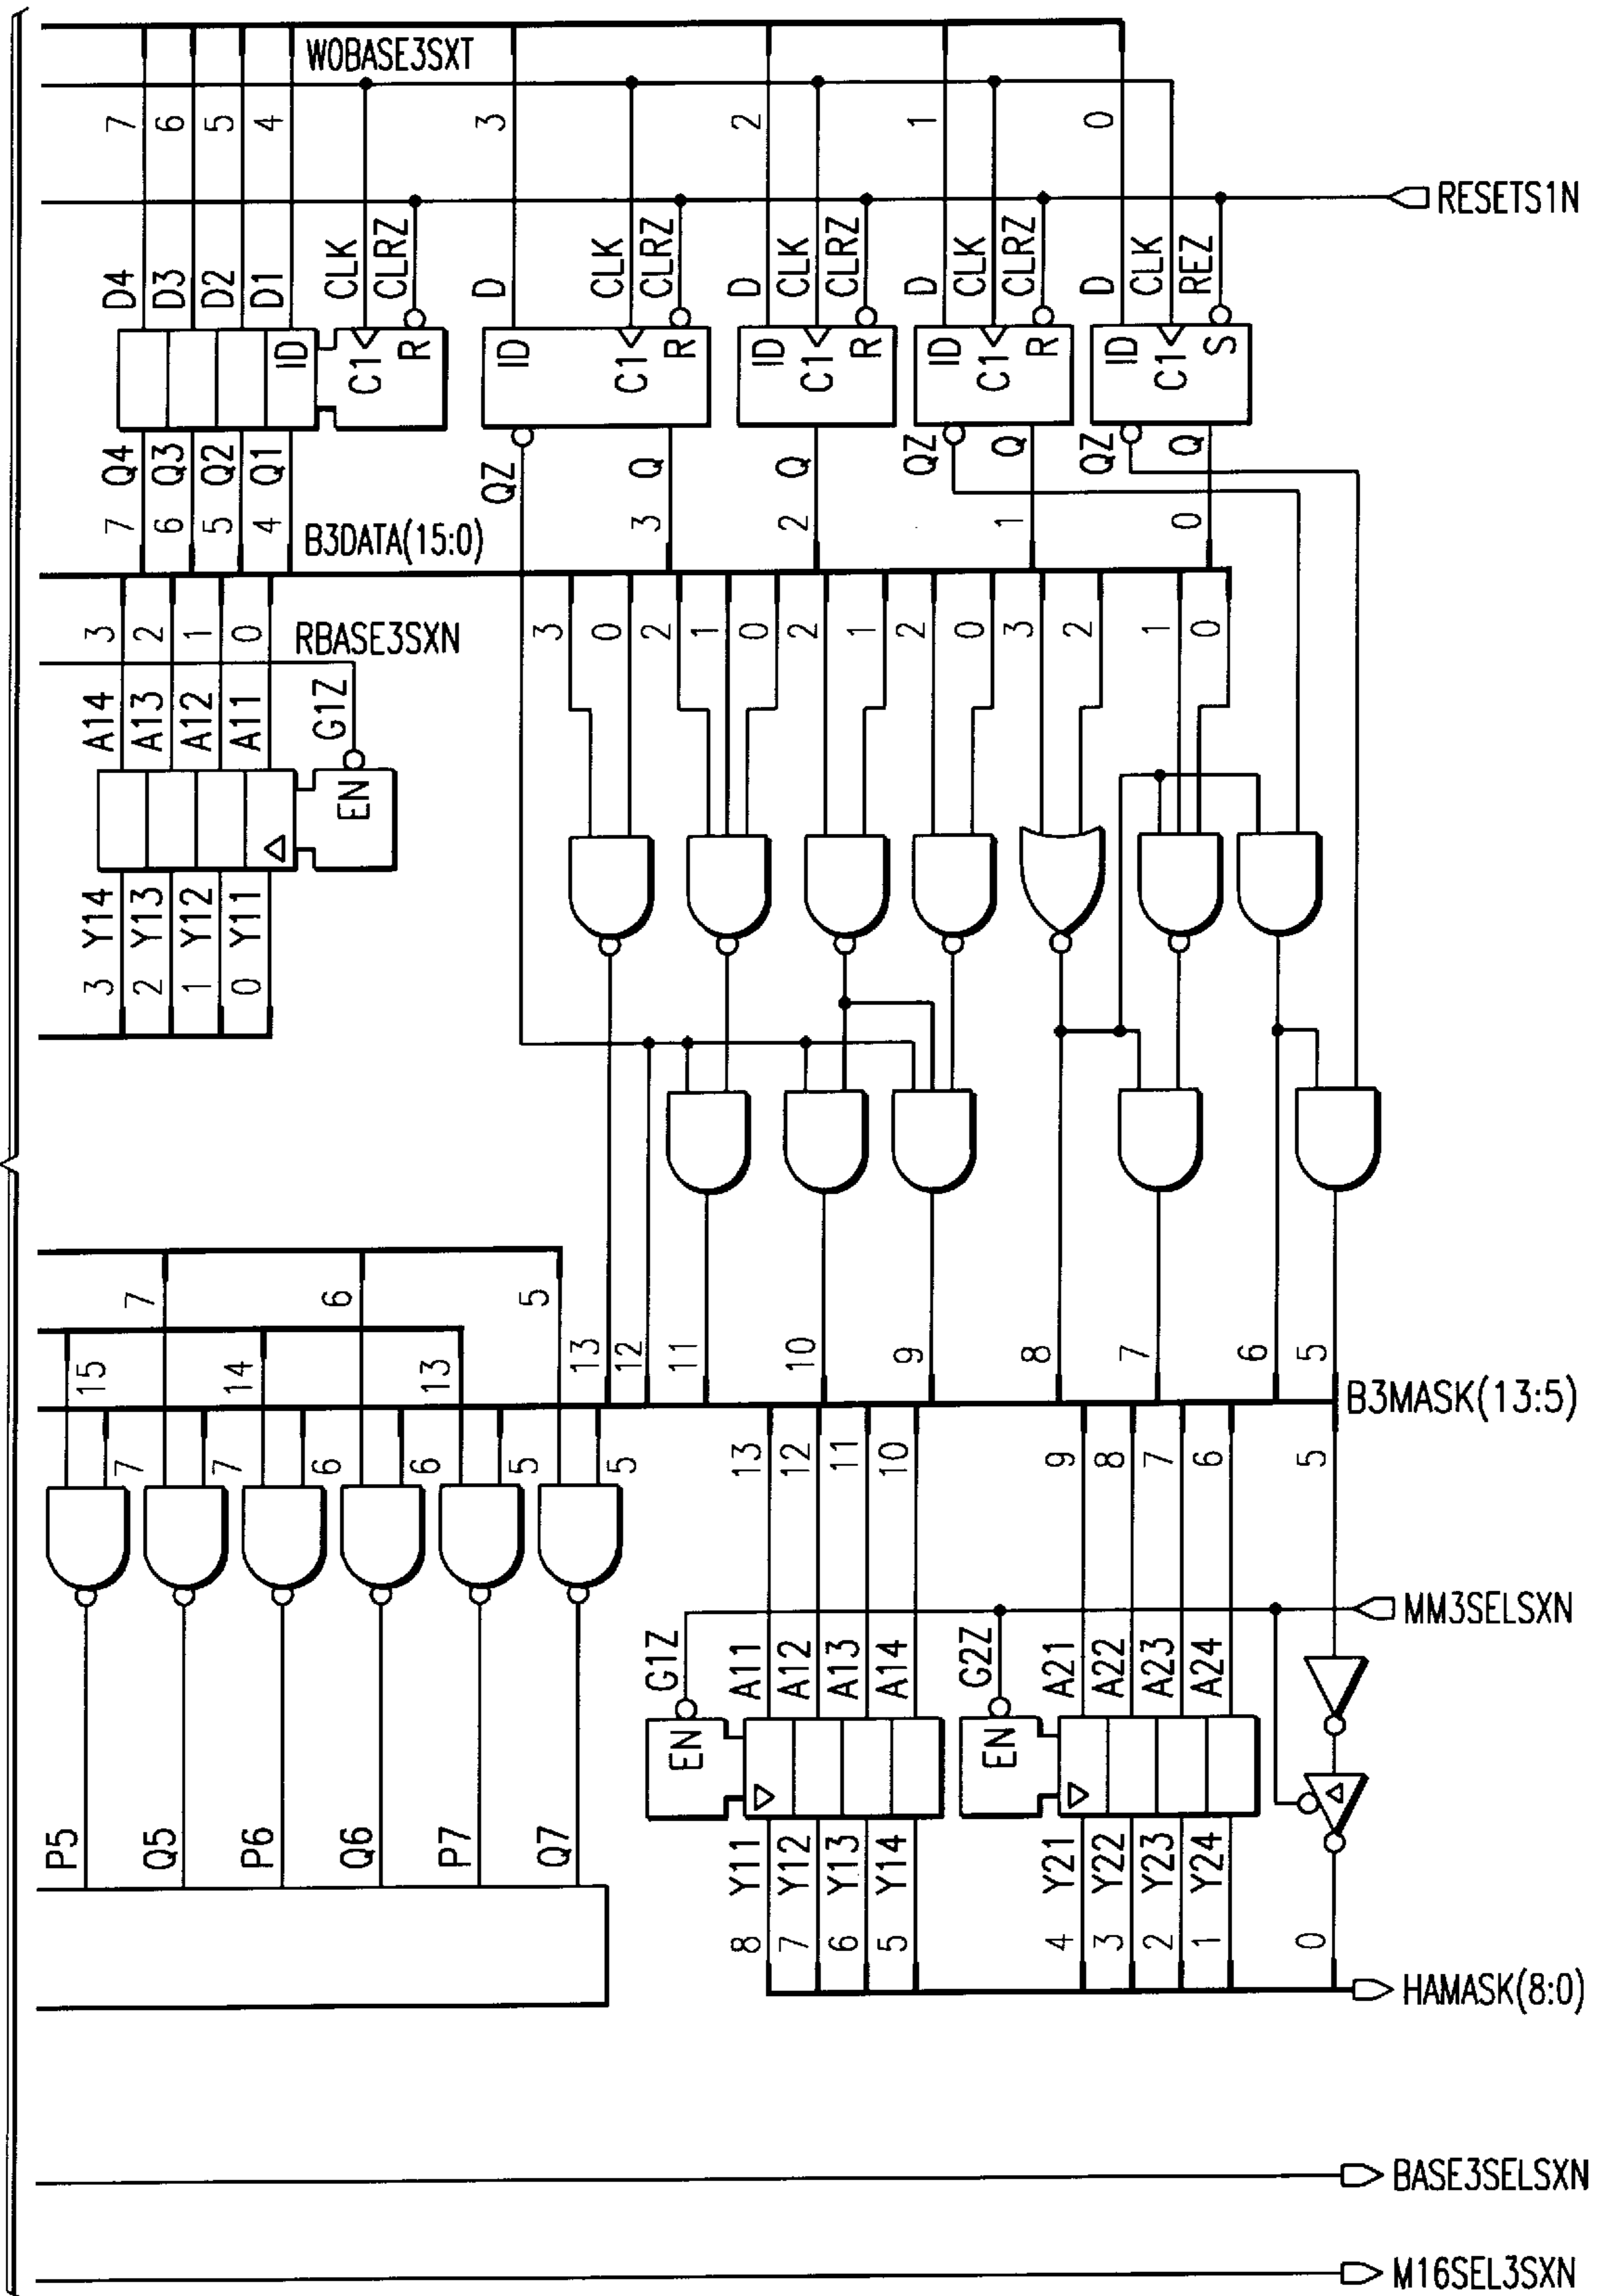 WOBASE3SXT
7 6 5 4 3 2 1 0
RESETS1N
D4 D3 D2 D1 CLK CLRZ D CLK CLRZ D CLK CLRZ D CLK CLRZ D CLK REZ
ID C1 R ID C1 R ID C1 R ID C1 R ID C1 S
Q4 Q3 Q2 Q1 QZ Q Q QZ Q QZ Q
7 6 5 4 B3DATA(15:0) 3 2 1 0
3 2 1 0 RBASE3SXN 3 0 2 1 0 2 1 2 0 3 2 1 0
A14 A13 A12 A11 G1Z
EN
Y14 Y13 Y12 Y11
3 2 1 0
7 6 5
15 14 13 13 12 11 10 9 8 7 6 5
B3MASK(13:5)
7 7 6 6 5 5 13 12 11 10 9 8 7 6 5
MM3SELSXN
G1Z A11 A12 A13 A14 G2Z A21 A22 A23 A24
EN EN
P5 Q5 P6 Q6 P7 Q7 Y11 Y12 Y13 Y14 Y21 Y22 Y23 Y24
8 7 6 5 4 3 2 1 0
HAMASK(8:0)
BASE3SELSXN
M16SEL3SXN